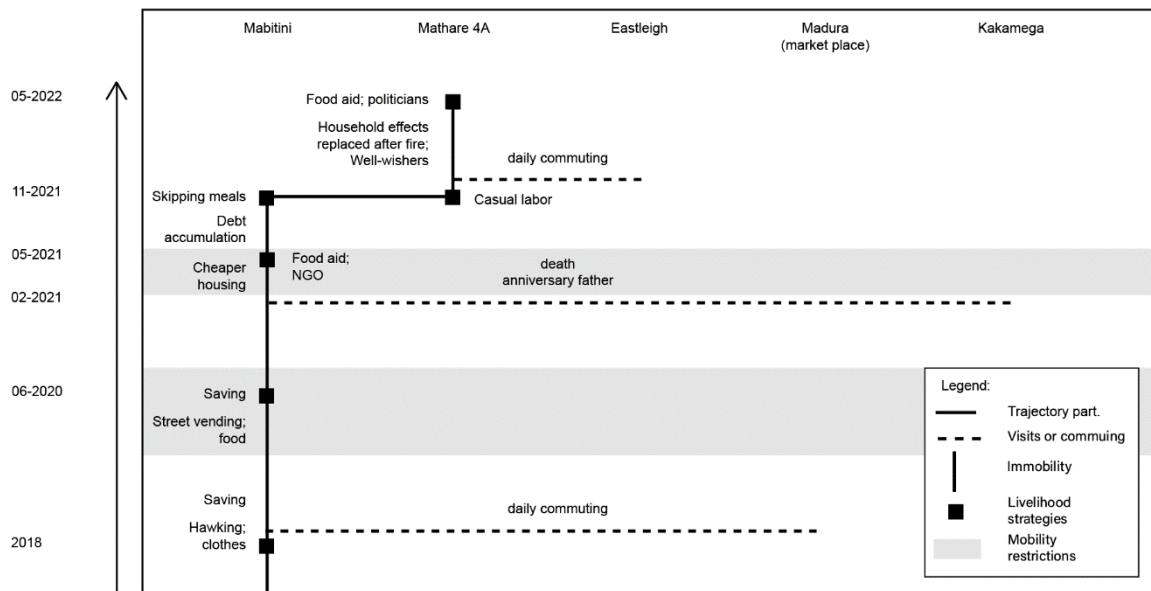 Mabitini
Mathare 4A
Eastleigh
Madura
(market place)
Kakamega
05-2022
Food aid; politicians
Household effects
replaced after fire;
Well-wishers
daily commuting
11-2021
Skipping meals
Casual labor
Debt
accumulation
05-2021
Food aid;
NGO
Cheaper
housing
death
anniversary father
02-2021
06-2020
Saving
Street vending;
food
Saving
Hawking;
clothes
daily commuting
2018
Legend:
Trajectory part.
Visits or commuing
Immobility
Livelihood
strategies
Mobility
restrictions